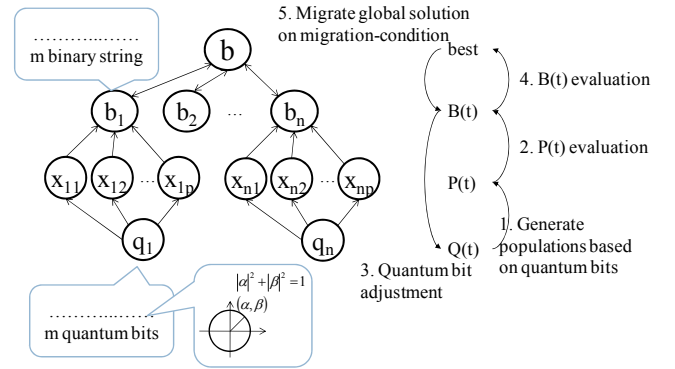 5. Migrate global solution
on migration-condition
………..……
m binary string
b
best
4. B(t) evaluation
b1
b2
…
bn
B(t)
2. P(t) evaluation
x11
x12
…
x1p
xn1
xn2
…
xnp
P(t)
1. Generate
populations based
on quantum bits
q1
qn
Q(t)
3. Quantum bit
adjustment
|α|²+|β|²=1
(α,β)
………..……
m quantum bits